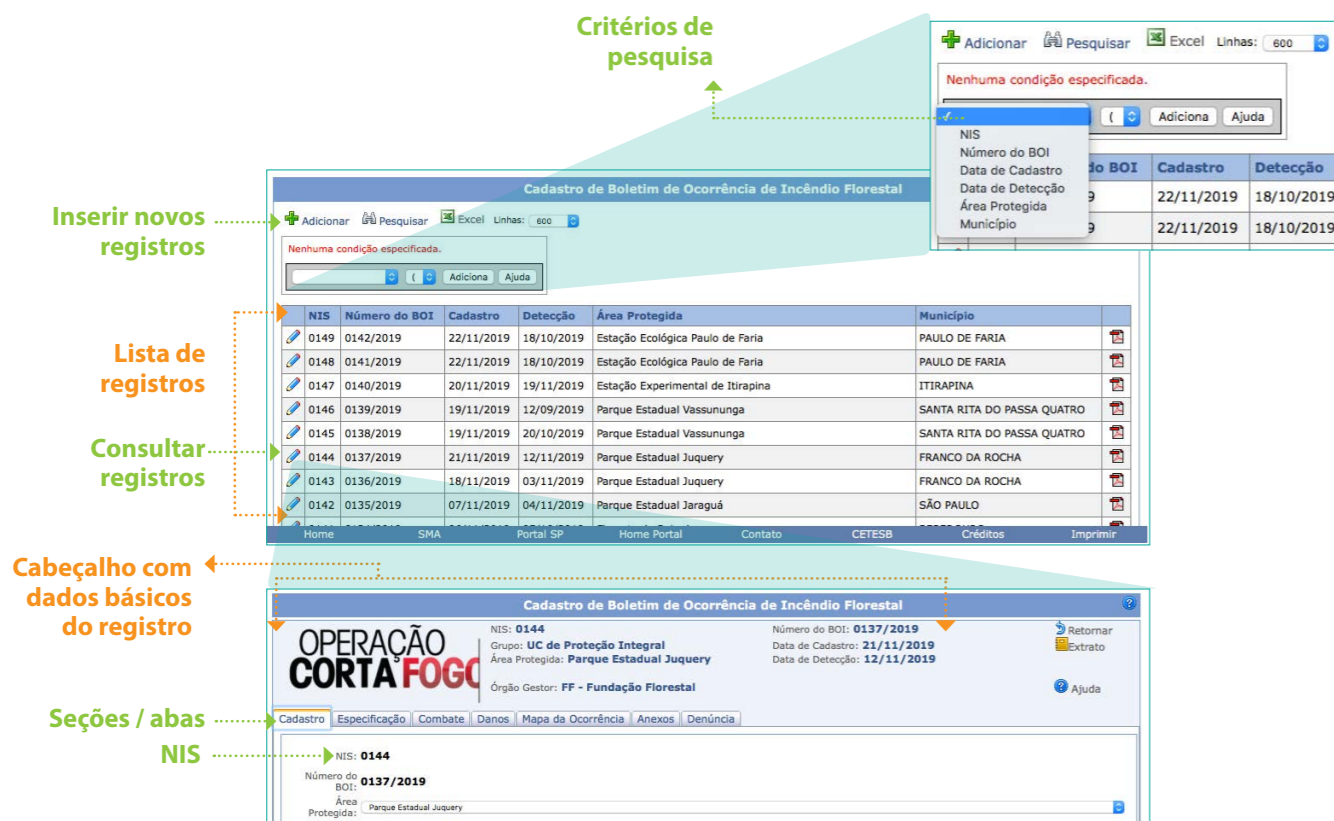 Critérios de
pesquisa
Adicionar Pesquisar Excel Linhas: 600
Nenhuma condição especificada.
( Adiciona Ajuda
✓
NIS
Número do BOI
Data de Cadastro
Data de Detecção
Área Protegida
Município
do BOI Cadastro Detecção
9 22/11/2019 18/10/2019
9 22/11/2019 18/10/2019
Cadastro de Boletim de Ocorrência de Incêndio Florestal
Inserir novos
registros
Adicionar Pesquisar Excel Linhas: 600
Nenhuma condição especificada.
( Adiciona Ajuda
Lista de
registros
Consultar
registros
NIS Número do BOI Cadastro Detecção Área Protegida Município
0149 0142/2019 22/11/2019 18/10/2019 Estação Ecológica Paulo de Faria PAULO DE FARIA
0148 0141/2019 22/11/2019 18/10/2019 Estação Ecológica Paulo de Faria PAULO DE FARIA
0147 0140/2019 20/11/2019 19/11/2019 Estação Experimental de Itirapina ITIRAPINA
0146 0139/2019 19/11/2019 12/09/2019 Parque Estadual Vassununga SANTA RITA DO PASSA QUATRO
0145 0138/2019 19/11/2019 20/10/2019 Parque Estadual Vassununga SANTA RITA DO PASSA QUATRO
0144 0137/2019 21/11/2019 12/11/2019 Parque Estadual Juquery FRANCO DA ROCHA
0143 0136/2019 18/11/2019 03/11/2019 Parque Estadual Juquery FRANCO DA ROCHA
0142 0135/2019 07/11/2019 04/11/2019 Parque Estadual Jaraguá SÃO PAULO
Home SMA Portal SP Home Portal Contato CETESB Créditos Imprimir
Cabeçalho com
dados básicos
do registro
Cadastro de Boletim de Ocorrência de Incêndio Florestal
OPERAÇÃO
CORTA FOGO
NIS: 0144
Grupo: UC de Proteção Integral
Área Protegida: Parque Estadual Juquery
Órgão Gestor: FF - Fundação Florestal
Número do BOI: 0137/2019
Data de Cadastro: 21/11/2019
Data de Detecção: 12/11/2019
Retornar
Extrato
Ajuda
Seções / abas
Cadastro Especificação Combate Danos Mapa da Ocorrência Anexos Denúncia
NIS
NIS: 0144
Número do
BOI: 0137/2019
Área
Protegida: Parque Estadual Juquery